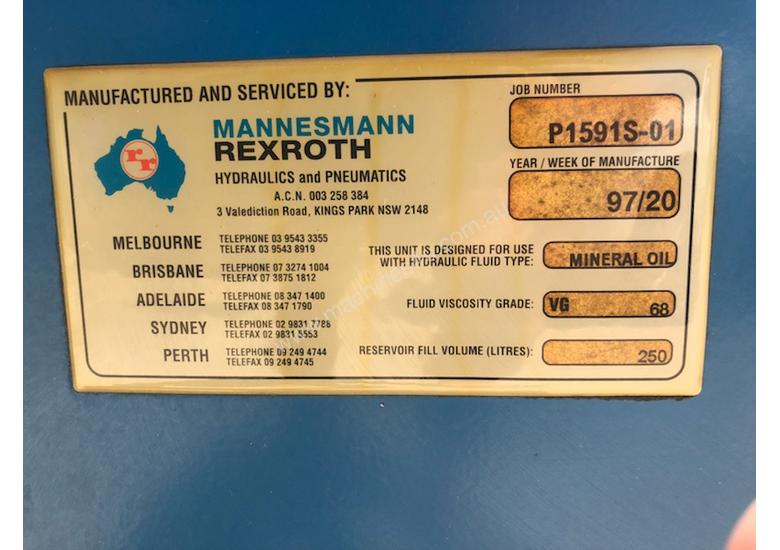 MANUFACTURED AND SERVICED BY:
rr
MANNESMANN
REXROTH
HYDRAULICS and PNEUMATICS
A.C.N. 003 258 384
3 Valediction Road, KINGS PARK NSW 2148
MELBOURNE TELEPHONE 03 9543 3355
TELEFAX 03 9543 8919
BRISBANE TELEPHONE 07 3274 1004
TELEFAX 07 3875 1812
ADELAIDE TELEPHONE 08 347 1400
TELEFAX 08 347 1790
SYDNEY TELEPHONE 02 9831 7788
TELEFAX 02 9831 5553
PERTH TELEPHONE 09 249 4744
TELEFAX 09 249 4745
JOB NUMBER
P1591S-01
YEAR / WEEK OF MANUFACTURE
97/20
THIS UNIT IS DESIGNED FOR USE
WITH HYDRAULIC FLUID TYPE: MINERAL OIL
FLUID VISCOSITY GRADE: VG 68
RESERVOIR FILL VOLUME (LITRES): 250